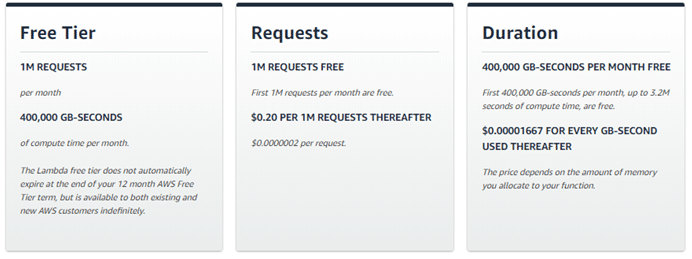 Free Tier
1M REQUESTS
per month
400,000 GB-SECONDS
of compute time per month.
The Lambda free tier does not automatically
expire at the end of your 12 month AWS Free
Tier term, but is available to both existing and
new AWS customers indefinitely.
Requests
1M REQUESTS FREE
First 1M requests per month are free.
$0.20 PER 1M REQUESTS THEREAFTER
$0.0000002 per request.
Duration
400,000 GB-SECONDS PER MONTH FREE
First 400,000 GB-seconds per month, up to 3.2M
seconds of compute time, are free.
$0.00001667 FOR EVERY GB-SECOND
USED THEREAFTER
The price depends on the amount of memory
you allocate to your function.